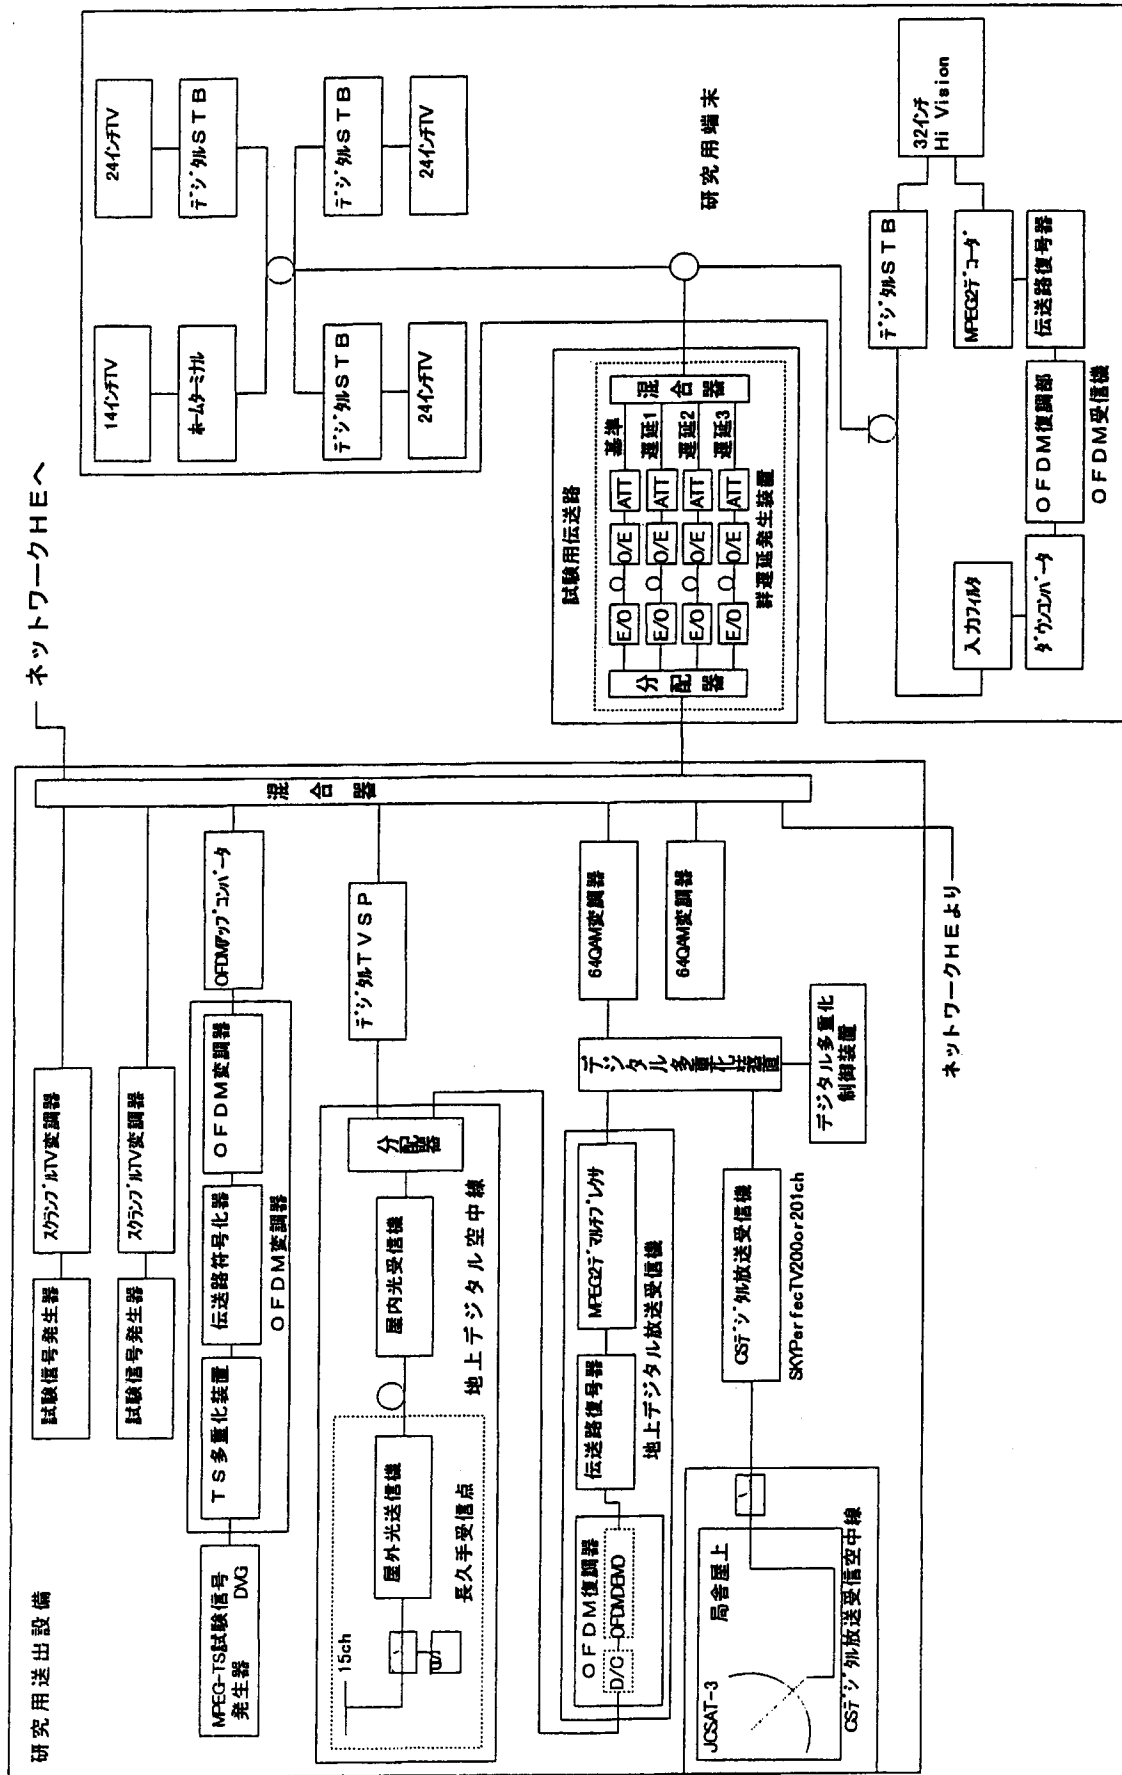 研究用送出設備
ネットワークHEへ
試験信号発生器
スクランブルTV変調器
試験信号発生器
スクランブルTV変調器
混合器
MPEG-TS試験信号
発生器 DVG
TS多重化装置
伝送路符号化器
OFDM変調器
OFDM変調器
OFDMアップコンバータ
15ch
屋外光送信機
長久手受信点
屋内光受信機
分配器
地上デジタル空中線
デジタルTVSP
OFDM復調器
D/C
OFDMDEMO
伝送路復号器
MPEG2デマルチプレクサ
地上デジタル放送受信機
デジタル多重化装置
64QAM変調器
64QAM変調器
JCSAT-3
局舎屋上
CSデジタル放送受信空中線
CSデジタル放送受信機
SKYPerfecTV200or201ch
デジタル多重化
制御装置
ネットワークHEより
試験用伝送路
分配器
E/O
O/E
ATT
基準
E/O
O/E
ATT
遅延1
E/O
O/E
ATT
遅延2
E/O
O/E
ATT
遅延3
混合器
群遅延発生装置
14インチTV
ホームターミナル
24インチTV
デジタルSTB
デジタルSTB
24インチTV
デジタルSTB
24インチTV
研究用端末
デジタルSTB
32インチ
Hi Vision
MPEG2デコーダ
入力フィルタ
ダウンコンバータ
OFDM復調部
伝送路復号器
OFDM受信機